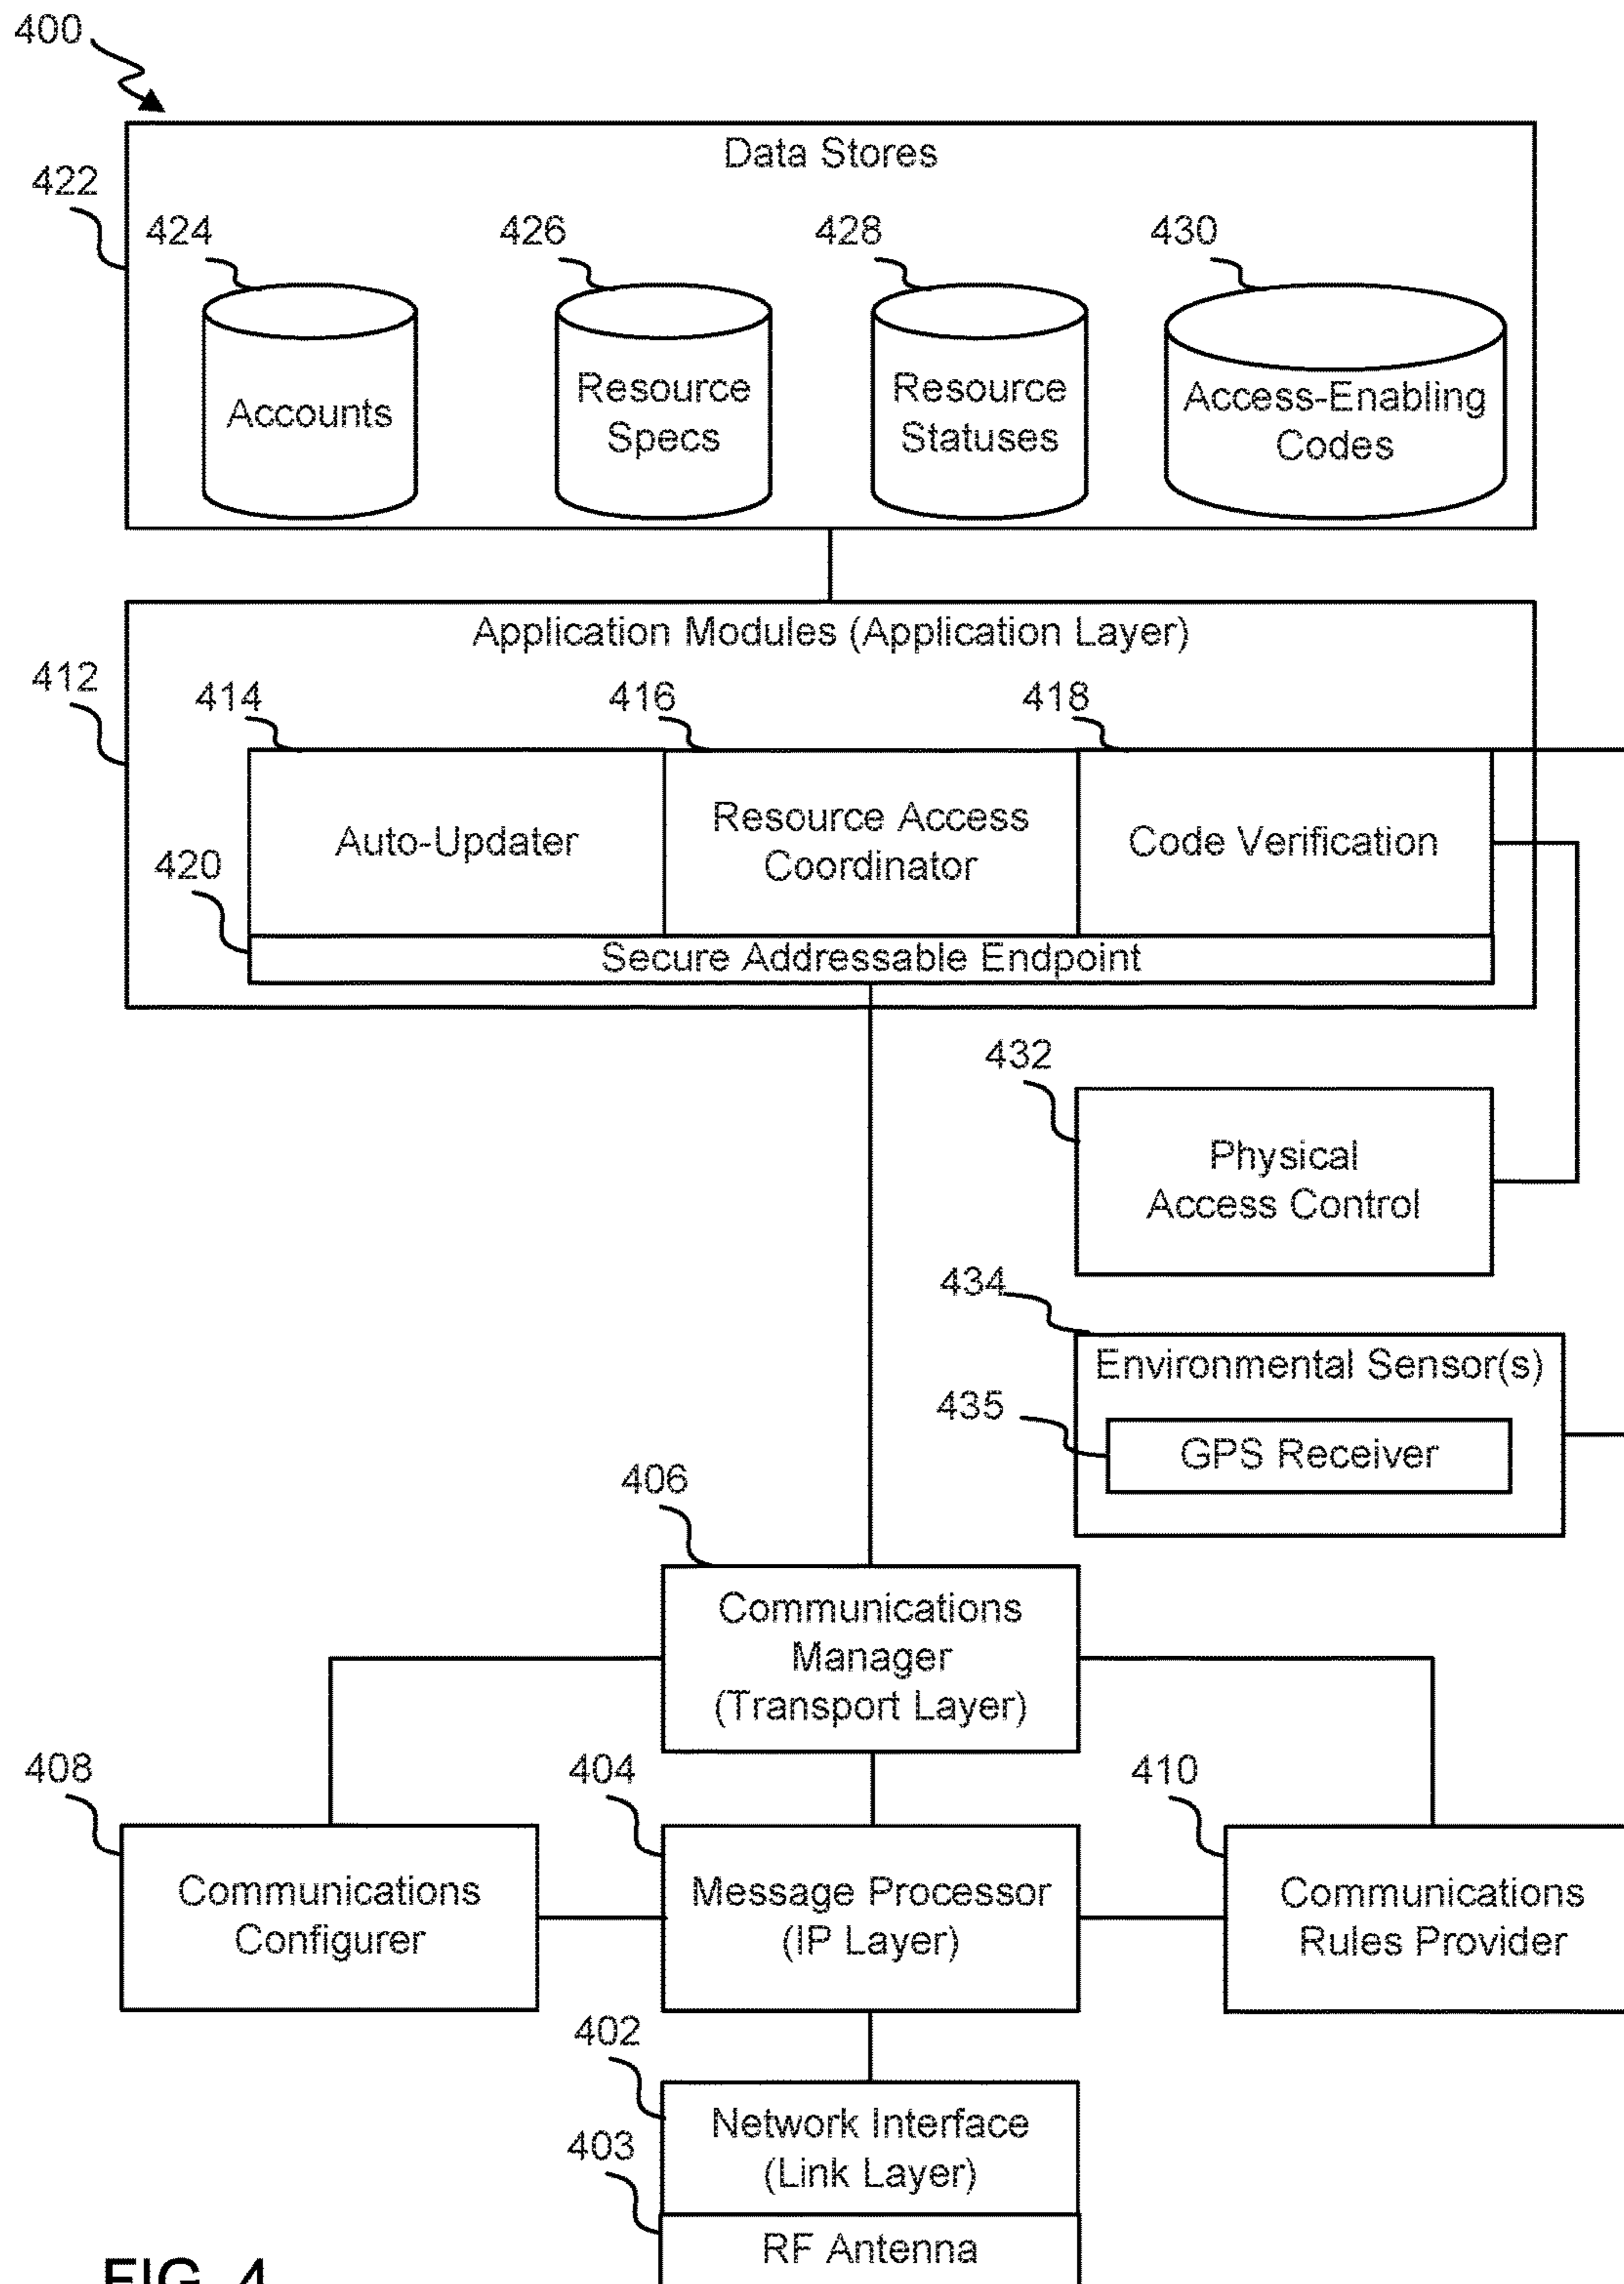 400
Data Stores
422
424
426
428
430
Accounts
Resource
Specs
Resource
Statuses
Access-Enabling
Codes
Application Modules (Application Layer)
412
414
416
418
Auto-Updater
Resource Access
Coordinator
Code Verification
420
Secure Addressable Endpoint
432
Physical
Access Control
434
Environmental Sensor(s)
435
GPS Receiver
406
Communications
Manager
(Transport Layer)
408
404
410
Communications
Configurer
Message Processor
(IP Layer)
Communications
Rules Provider
402
Network Interface
(Link Layer)
403
RF Antenna
FIG. 4